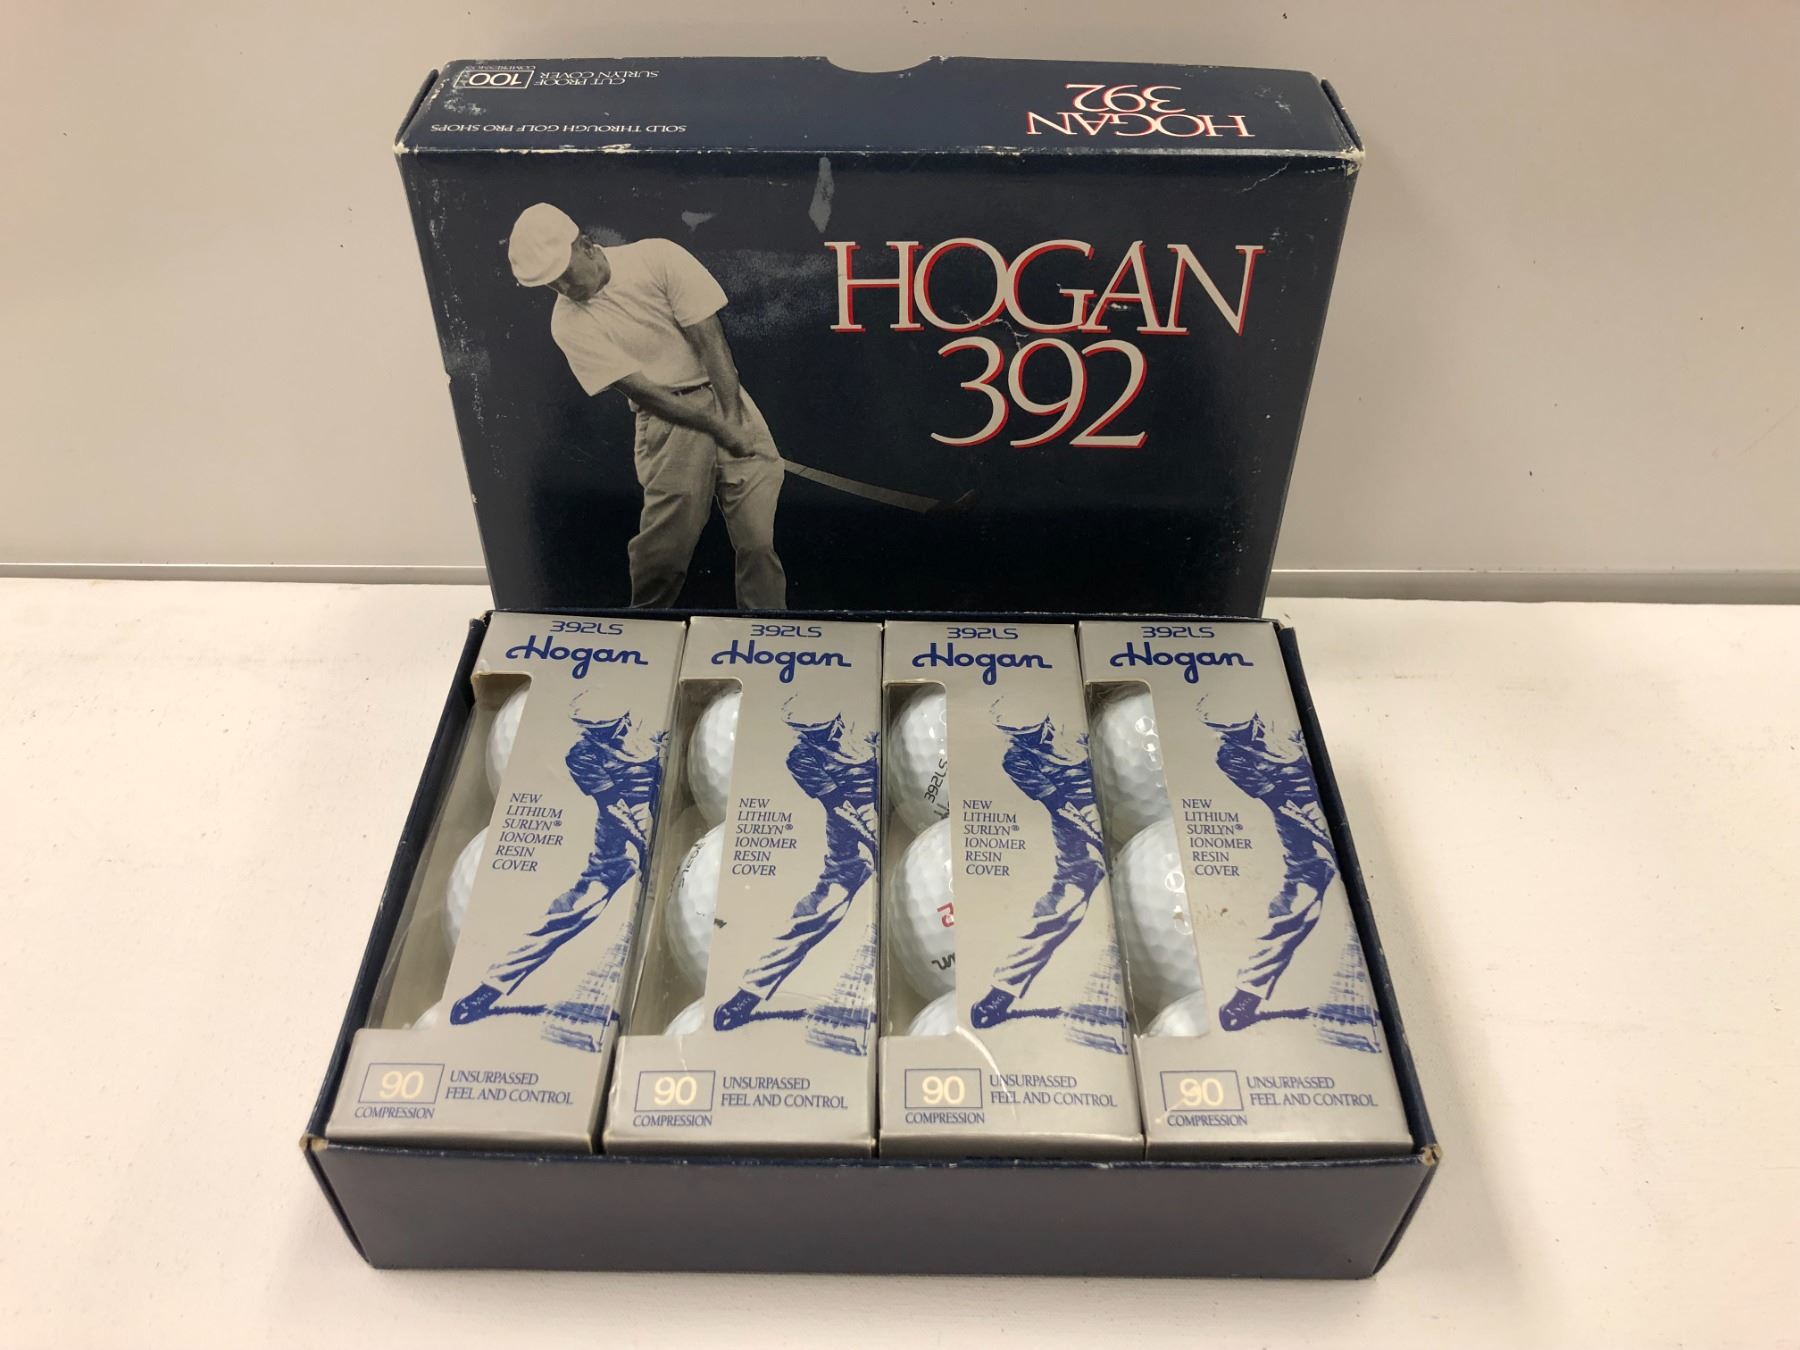 HOGAN
392
SOLD THROUGH GOLF PRO SHOPS
CUT PROOF
SURLYN COVER
100
COMPRESSION
HOGAN
392
392LS
Hogan
NEW
LITHIUM
SURLYN®
IONOMER
RESIN
COVER
90
COMPRESSION
UNSURPASSED
FEEL AND CONTROL
392LS
Hogan
NEW
LITHIUM
SURLYN®
IONOMER
RESIN
COVER
90
COMPRESSION
UNSURPASSED
FEEL AND CONTROL
392LS
Hogan
392LS
5
NEW
LITHIUM
SURLYN®
IONOMER
RESIN
COVER
90
COMPRESSION
UNSURPASSED
FEEL AND CONTROL
392LS
Hogan
NEW
LITHIUM
SURLYN®
IONOMER
RESIN
COVER
90
COMPRESSION
UNSURPASSED
FEEL AND CONTROL